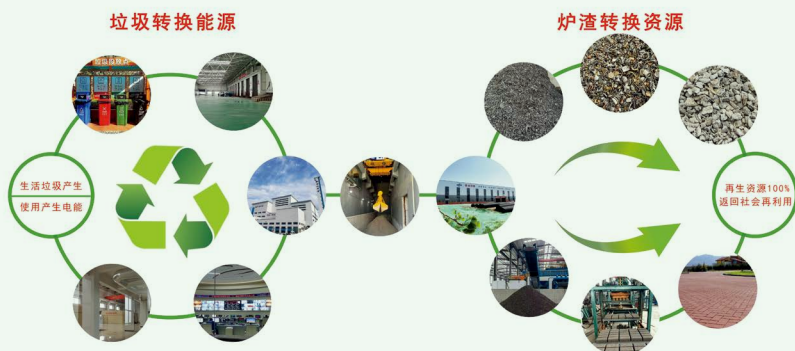 垃圾转换能源
炉渣转换资源
生活垃圾产生
使用产生电能
再生资源100%
返回社会再利用